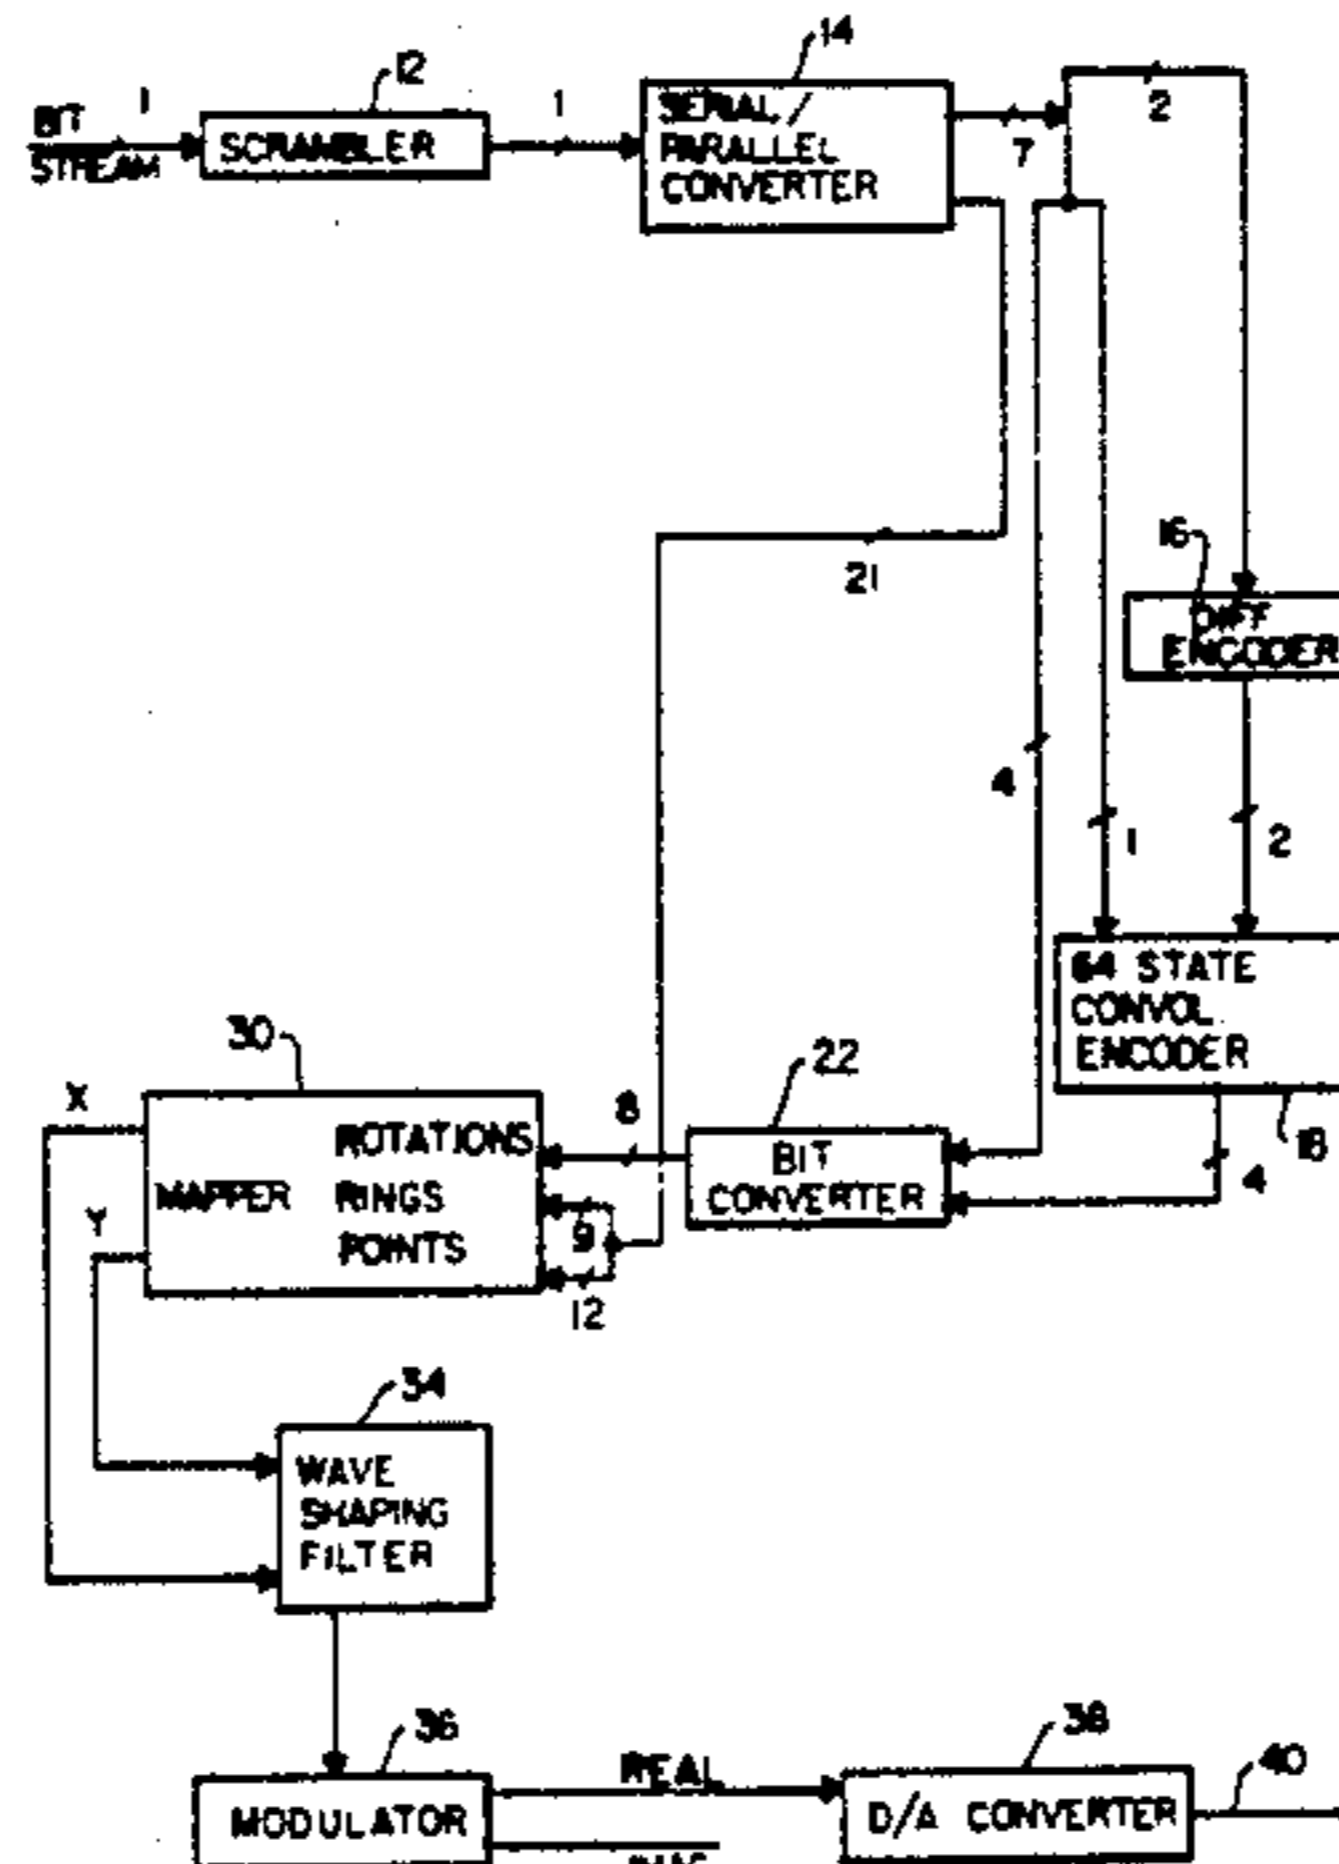 14
12
1
BIT
STREAM
SCRAMBLER
1
SERIAL /
PARALLEL
CONVERTER
7
2
21
16
DIFF
ENCODER
4
1
2
64 STATE
CONVOL.
ENCODER
18
4
30
X
Y
MAPPER
ROTATIONS
RINGS
POINTS
8
9
12
22
BIT
CONVERTER
34
WAVE
SHAPING
FILTER
36
MODULATOR
REAL
38
D/A CONVERTER
40